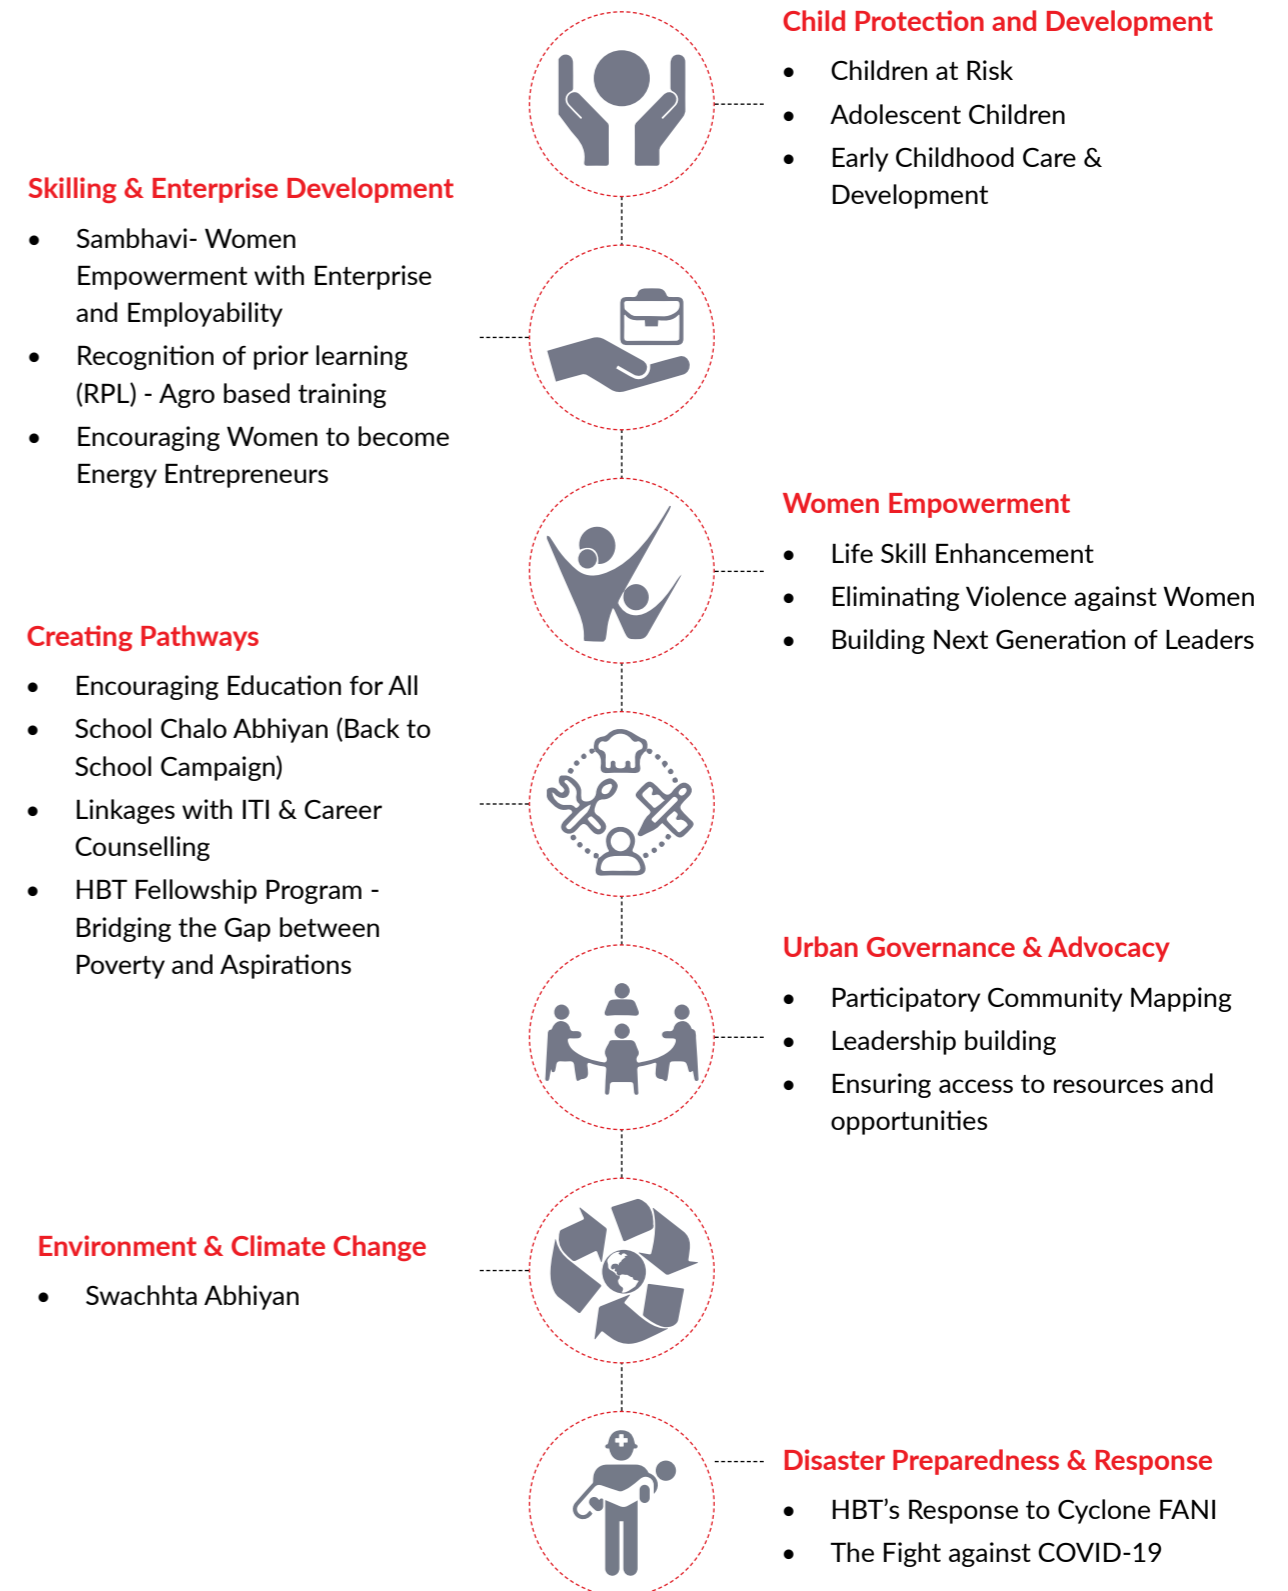 Child Protection and Development
• Children at Risk
• Adolescent Children
• Early Childhood Care &
Development
Skilling & Enterprise Development
• Sambhavi- Women
Empowerment with Enterprise
and Employability
• Recognition of prior learning
(RPL) - Agro based training
• Encouraging Women to become
Energy Entrepreneurs
Women Empowerment
• Life Skill Enhancement
• Eliminating Violence against Women
• Building Next Generation of Leaders
Creating Pathways
• Encouraging Education for All
• School Chalo Abhiyan (Back to
School Campaign)
• Linkages with ITI & Career
Counselling
• HBT Fellowship Program -
Bridging the Gap between
Poverty and Aspirations
Urban Governance & Advocacy
• Participatory Community Mapping
• Leadership building
• Ensuring access to resources and
opportunities
Environment & Climate Change
• Swachhta Abhiyan
Disaster Preparedness & Response
• HBT’s Response to Cyclone FANI
• The Fight against COVID-19